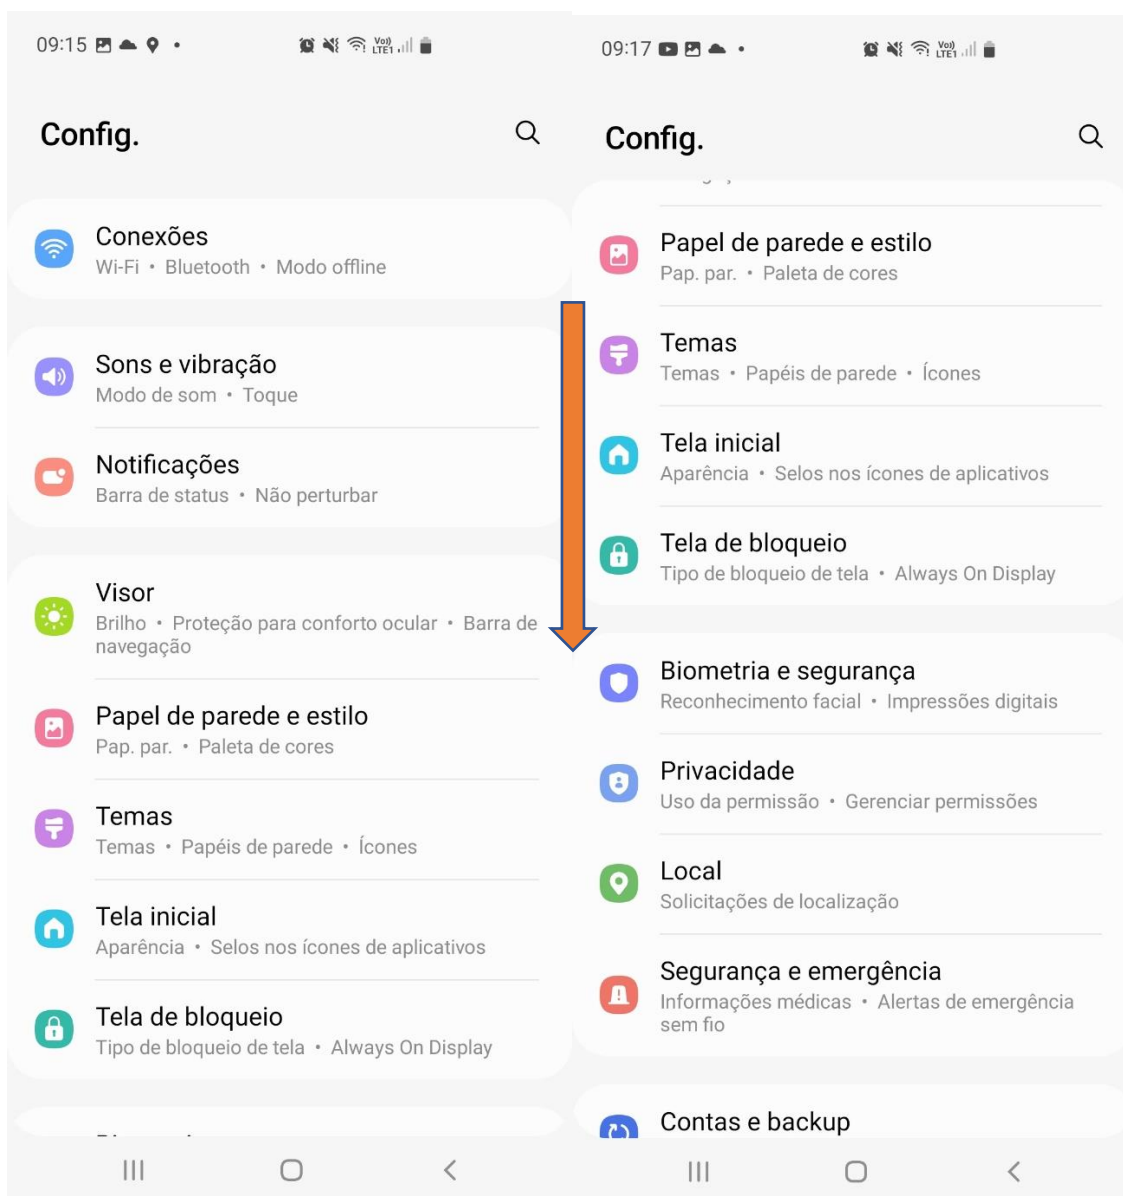 09:15
Vo))
LTE1
Config.
Conexões
Wi-Fi • Bluetooth • Modo offline
Sons e vibração
Modo de som • Toque
Notificações
Barra de status • Não perturbar
Visor
Brilho • Proteção para conforto ocular • Barra de
navegação
Papel de parede e estilo
Pap. par. • Paleta de cores
Temas
Temas • Papéis de parede • Ícones
Tela inicial
Aparência • Selos nos ícones de aplicativos
Tela de bloqueio
Tipo de bloqueio de tela • Always On Display
09:17
Vo))
LTE1
Config.
Papel de parede e estilo
Pap. par. • Paleta de cores
Temas
Temas • Papéis de parede • Ícones
Tela inicial
Aparência • Selos nos ícones de aplicativos
Tela de bloqueio
Tipo de bloqueio de tela • Always On Display
Biometria e segurança
Reconhecimento facial • Impressões digitais
Privacidade
Uso da permissão • Gerenciar permissões
Local
Solicitações de localização
Segurança e emergência
Informações médicas • Alertas de emergência
sem fio
Contas e backup